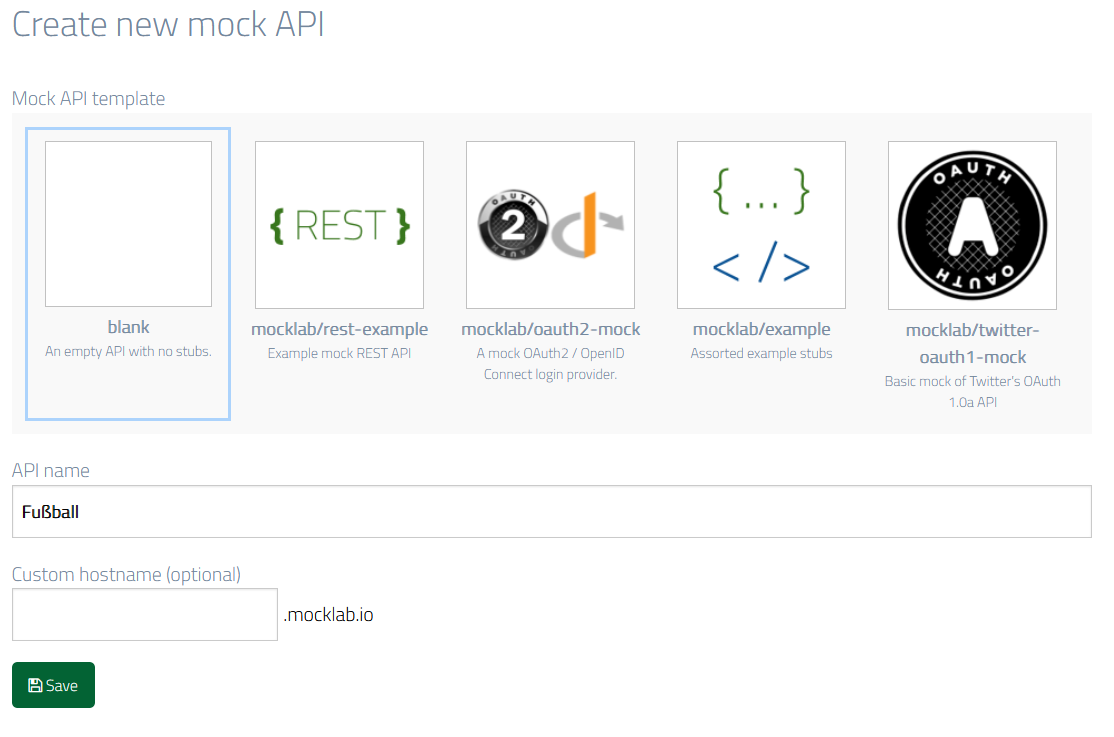 Create new mock API
Mock API template
{ REST }
OAUTH
2
OAUTH
{ ... }
< / >
OAUTH
A
OAUTH
blank
An empty API with no stubs.
mocklab/rest-example
Example mock REST API
mocklab/oauth2-mock
A mock OAuth2 / OpenID
Connect login provider.
mocklab/example
Assorted example stubs
mocklab/twitter-
oauth1-mock
Basic mock of Twitter's OAuth
1.0a API
API name
Fußball
Custom hostname (optional)
.mocklab.io
Save